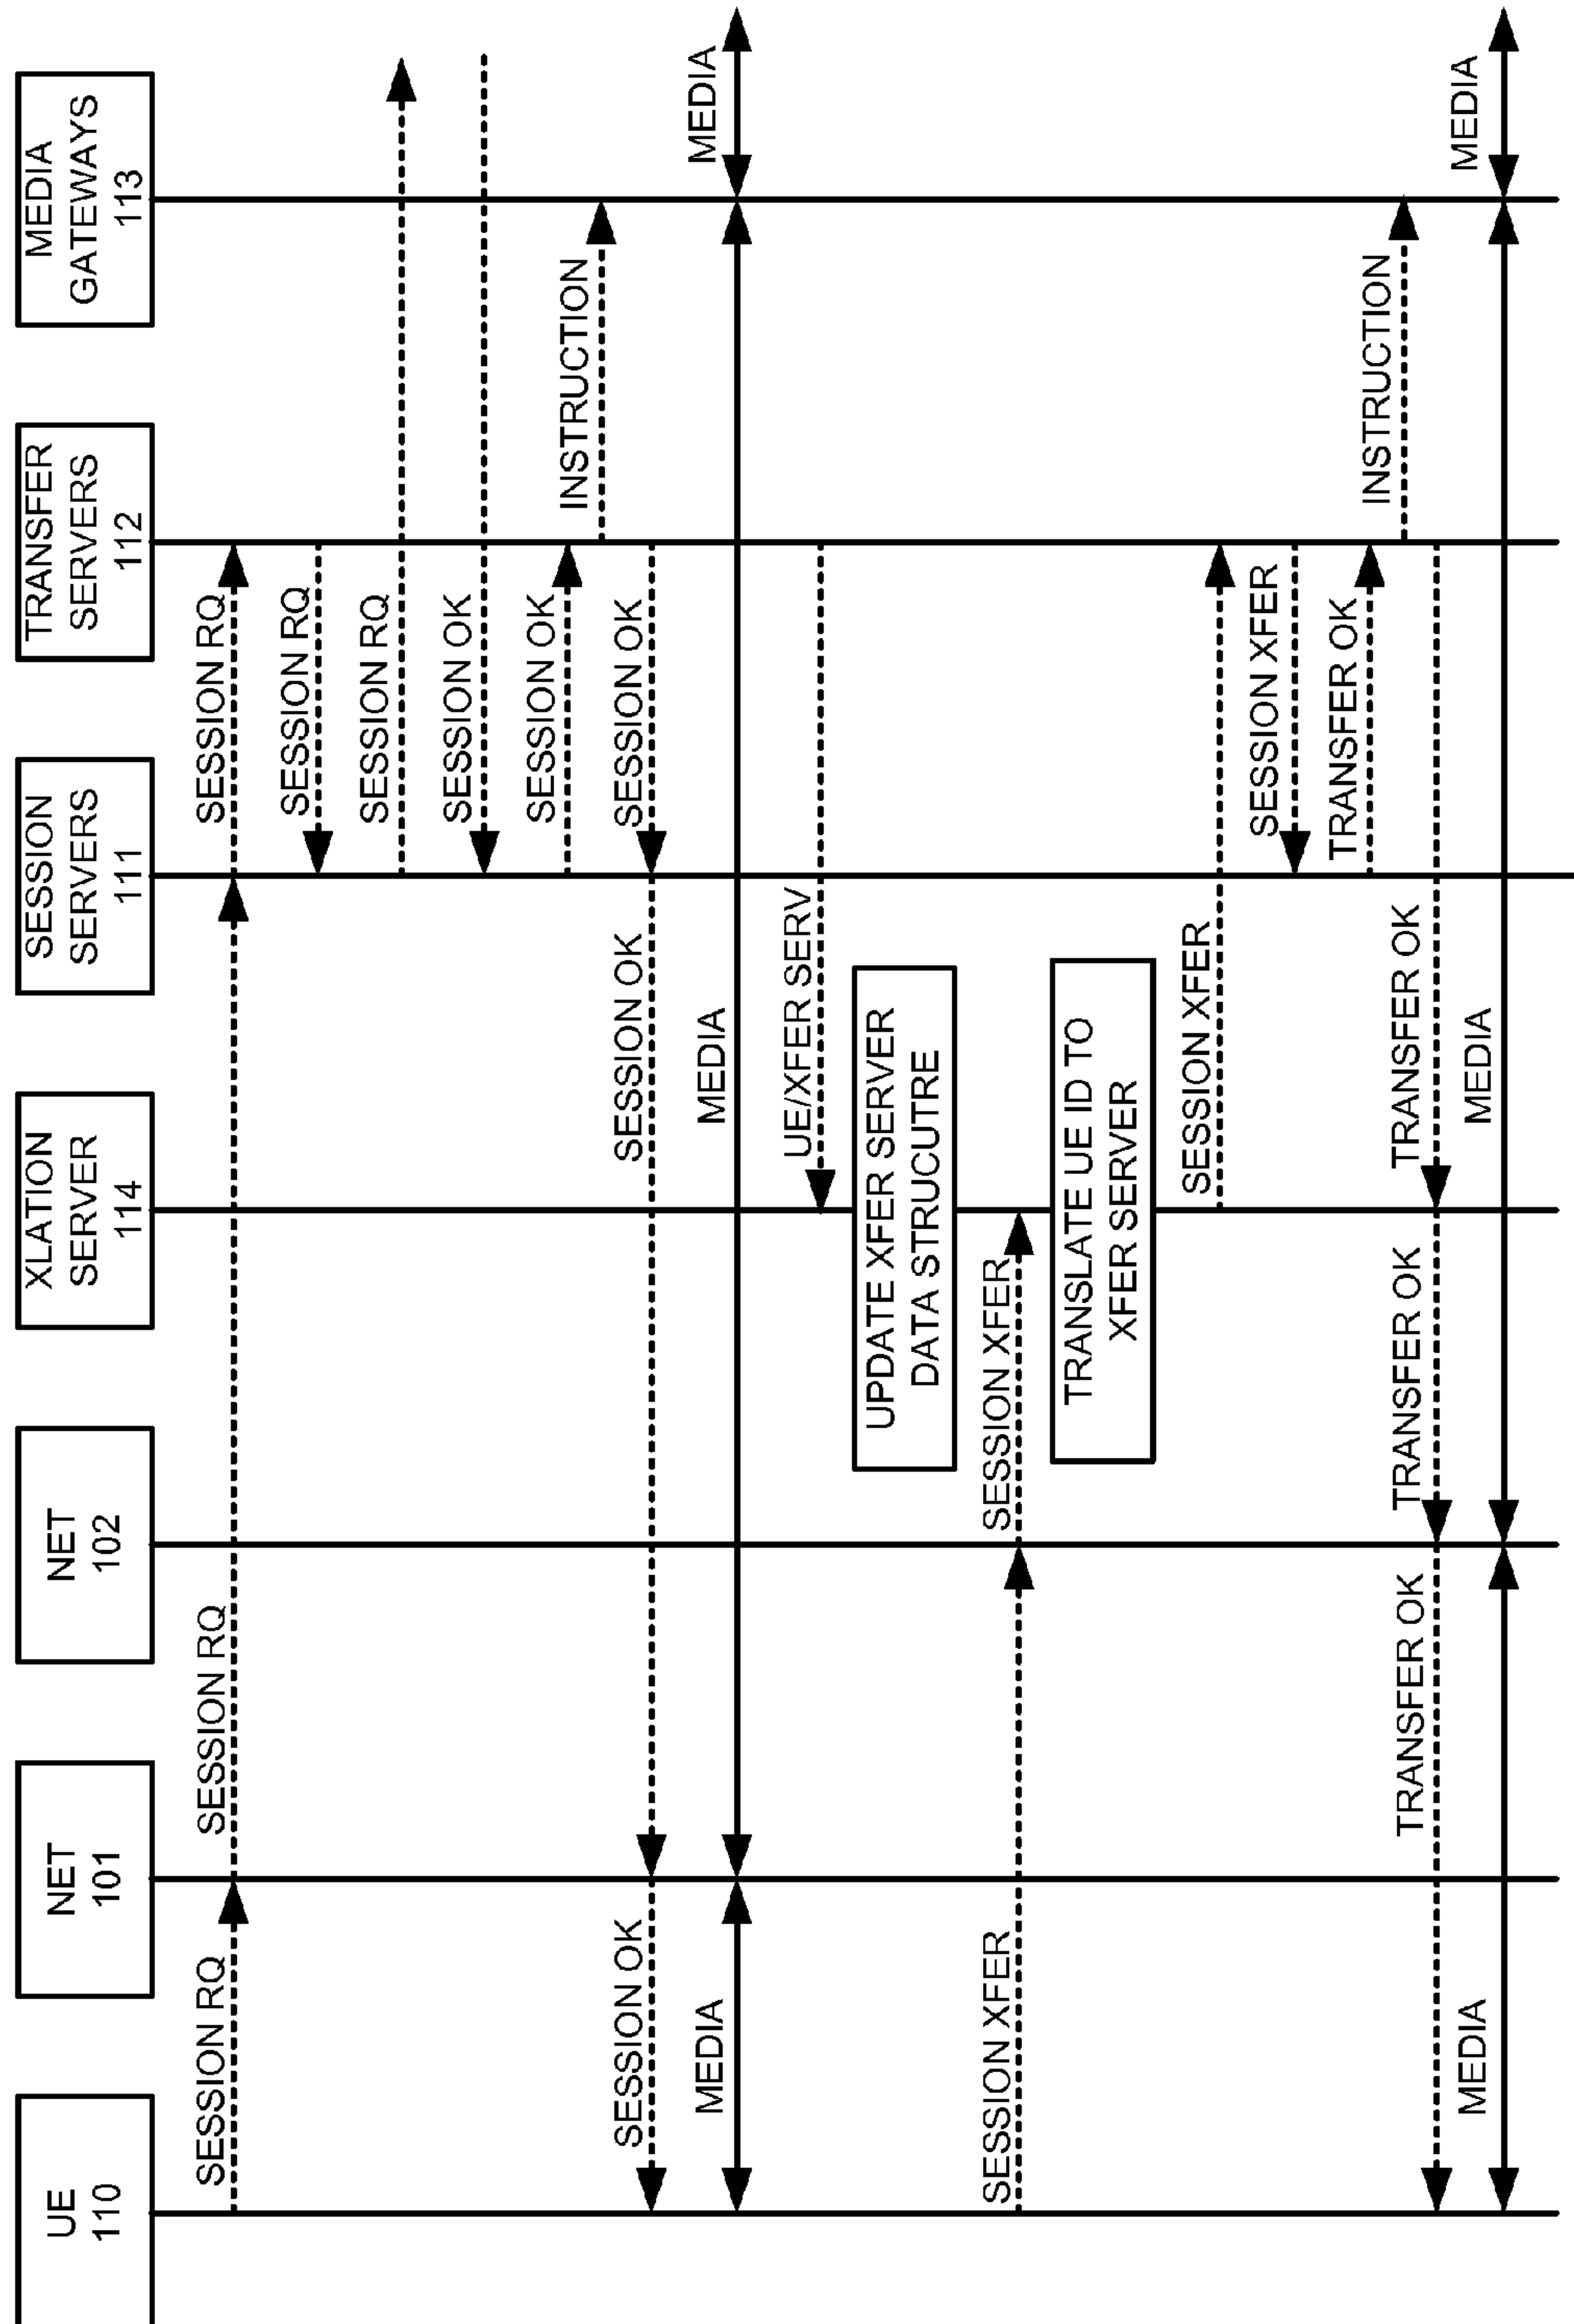 UE
110
NET
101
NET
102
XLATION
SERVER
114
SESSION
SERVERS
111
TRANSFER
SERVERS
112
MEDIA
GATEWAYS
113
SESSION RQ
SESSION RQ
SESSION RQ
SESSION RQ
SESSION RQ
SESSION OK
SESSION OK
INSTRUCTION
SESSION OK
SESSION OK
SESSION OK
MEDIA
MEDIA
MEDIA
UE/XFER SERV
UPDATE XFER SERVER
DATA STRUCUTRE
SESSION XFER
SESSION XFER
TRANSLATE UE ID TO
XFER SERVER
SESSION XFER
SESSION XFER
TRANSFER OK
INSTRUCTION
TRANSFER OK
TRANSFER OK
TRANSFER OK
MEDIA
MEDIA
MEDIA